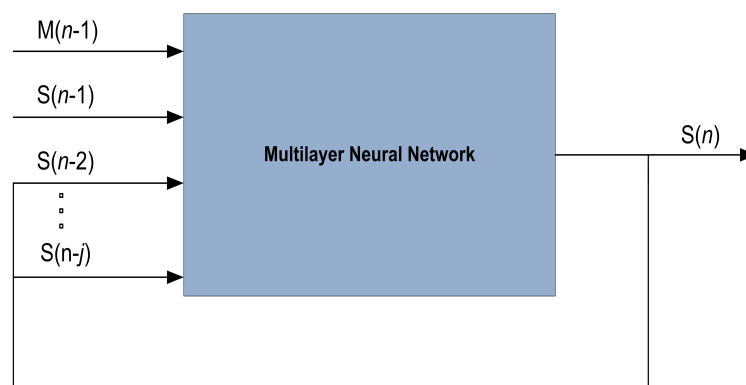 M(n-1)
S(n-1)
S(n-2)
S(n-j)
Multilayer Neural Network
S(n)